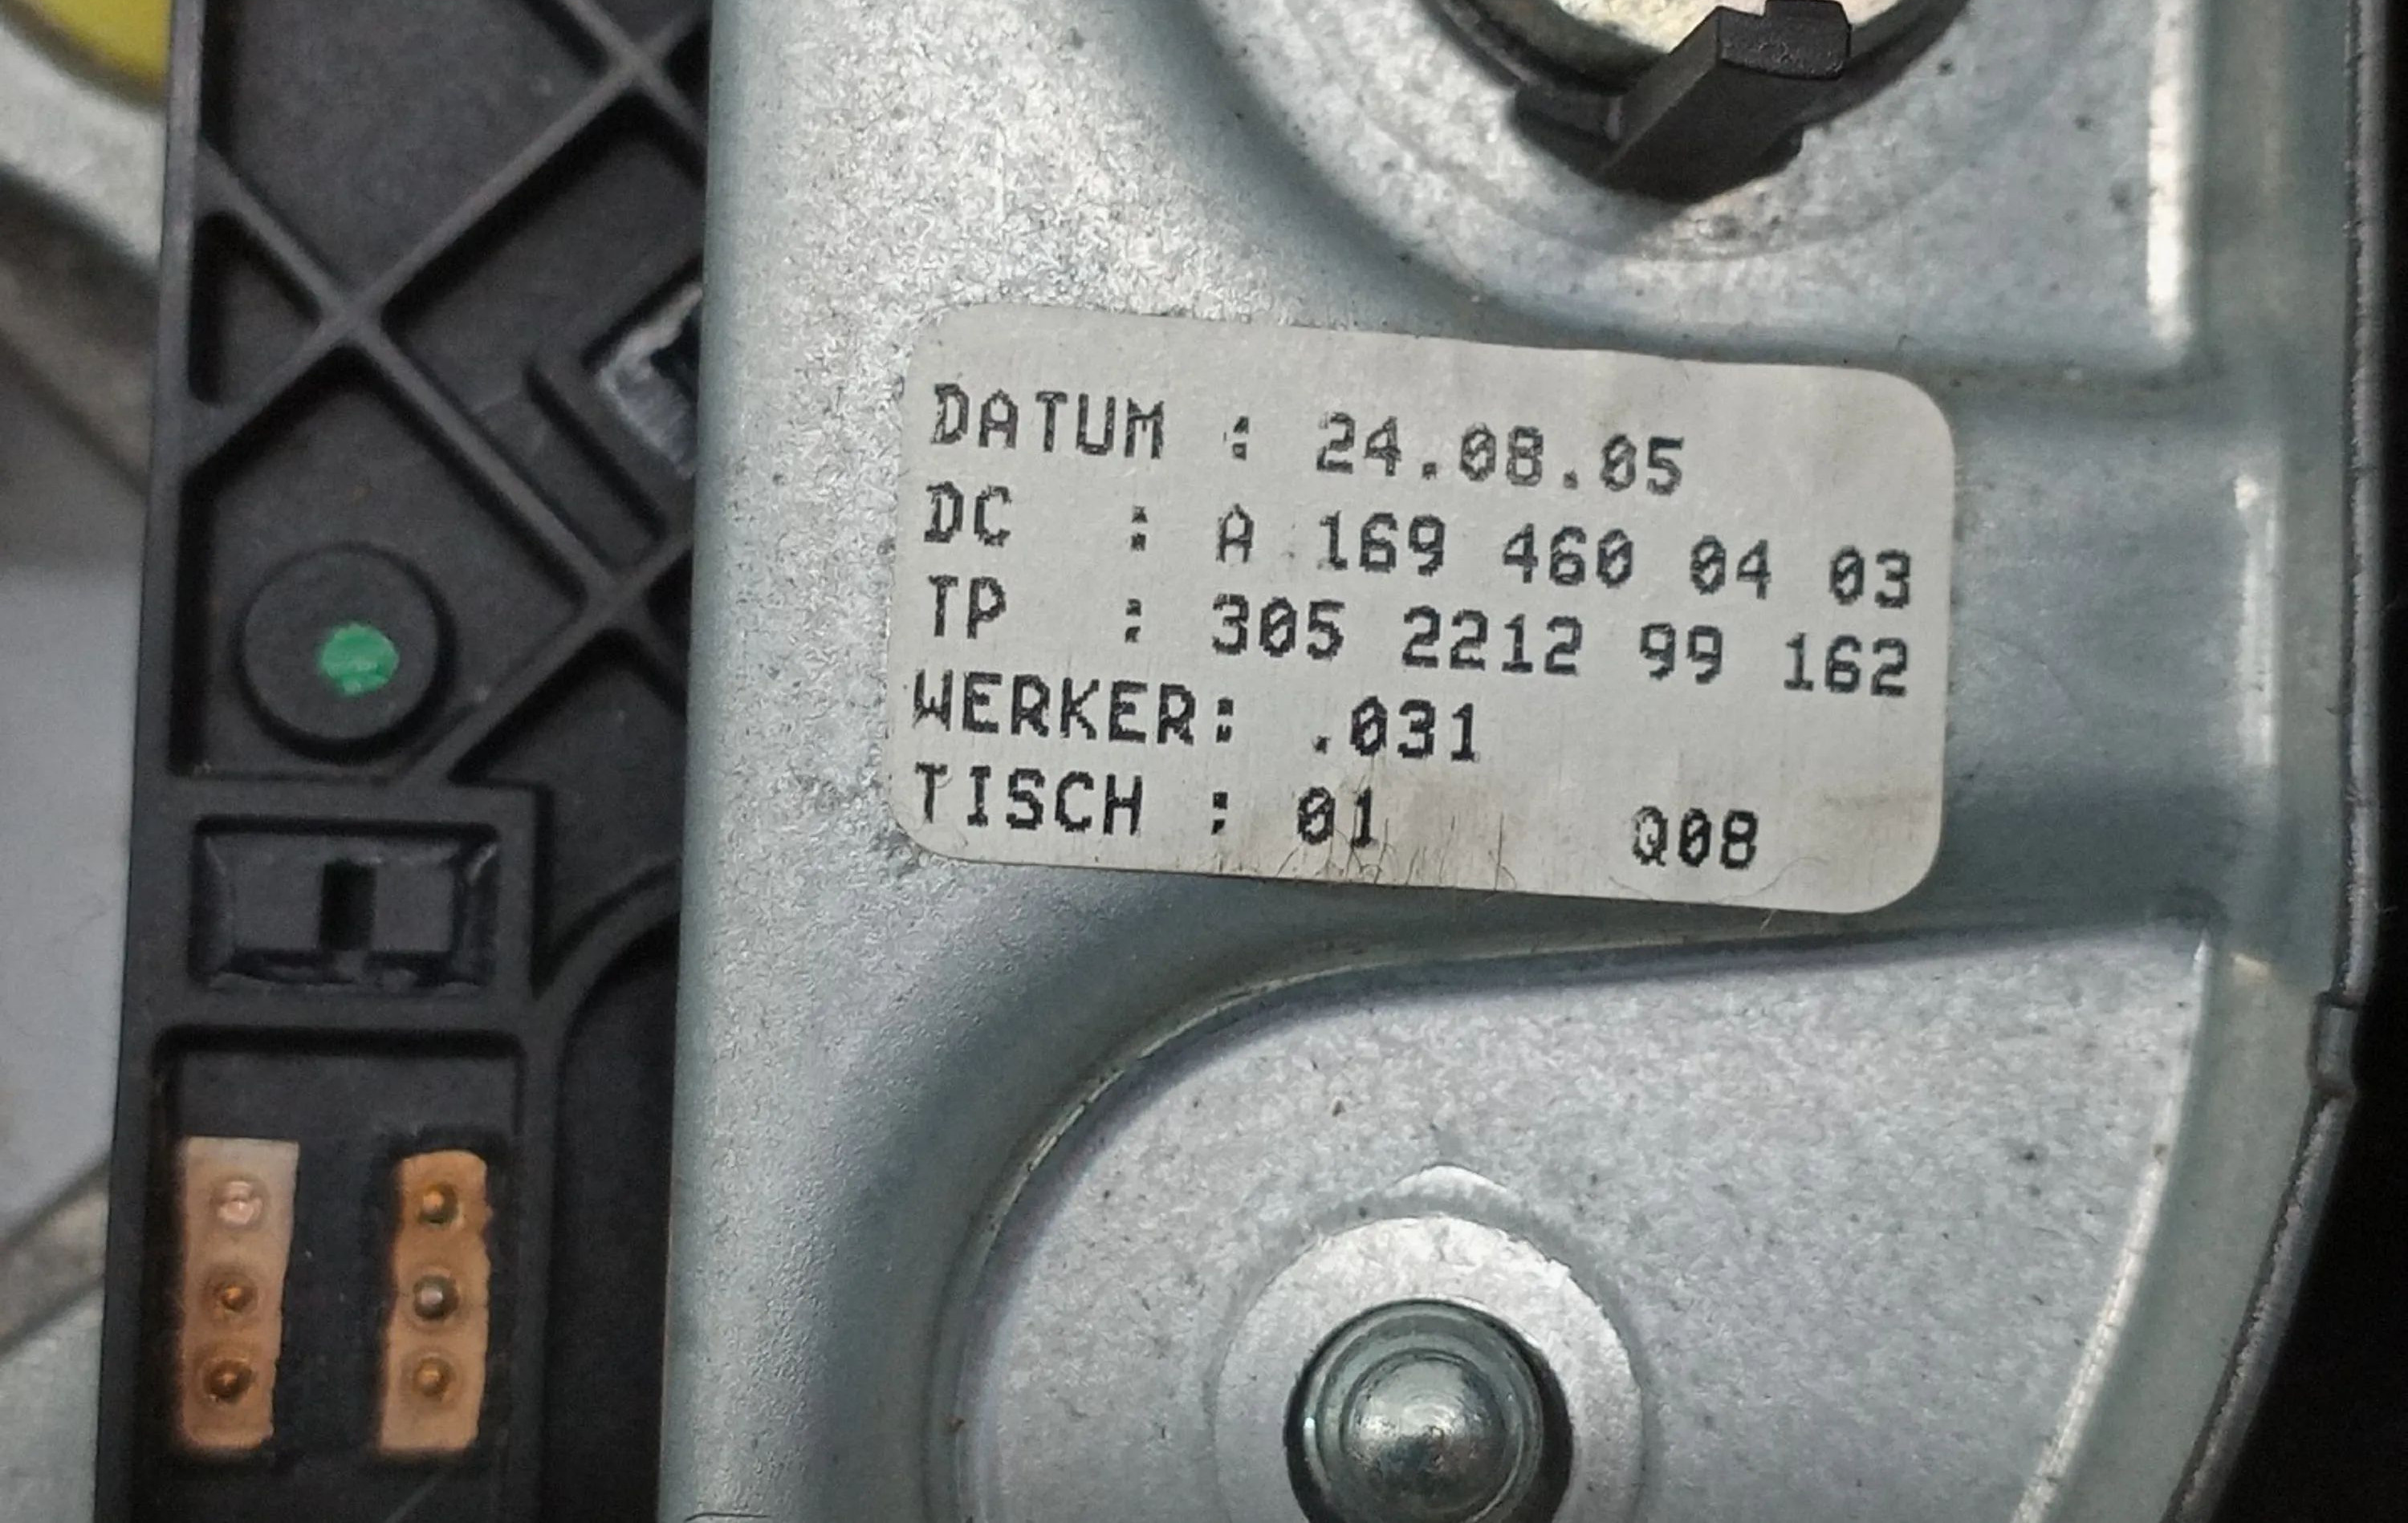 DATUM : 24.08.05
DC : A 169 460 04 03
TP : 305 2212 99 162
WERKER: .031
TISCH : 01 Q08